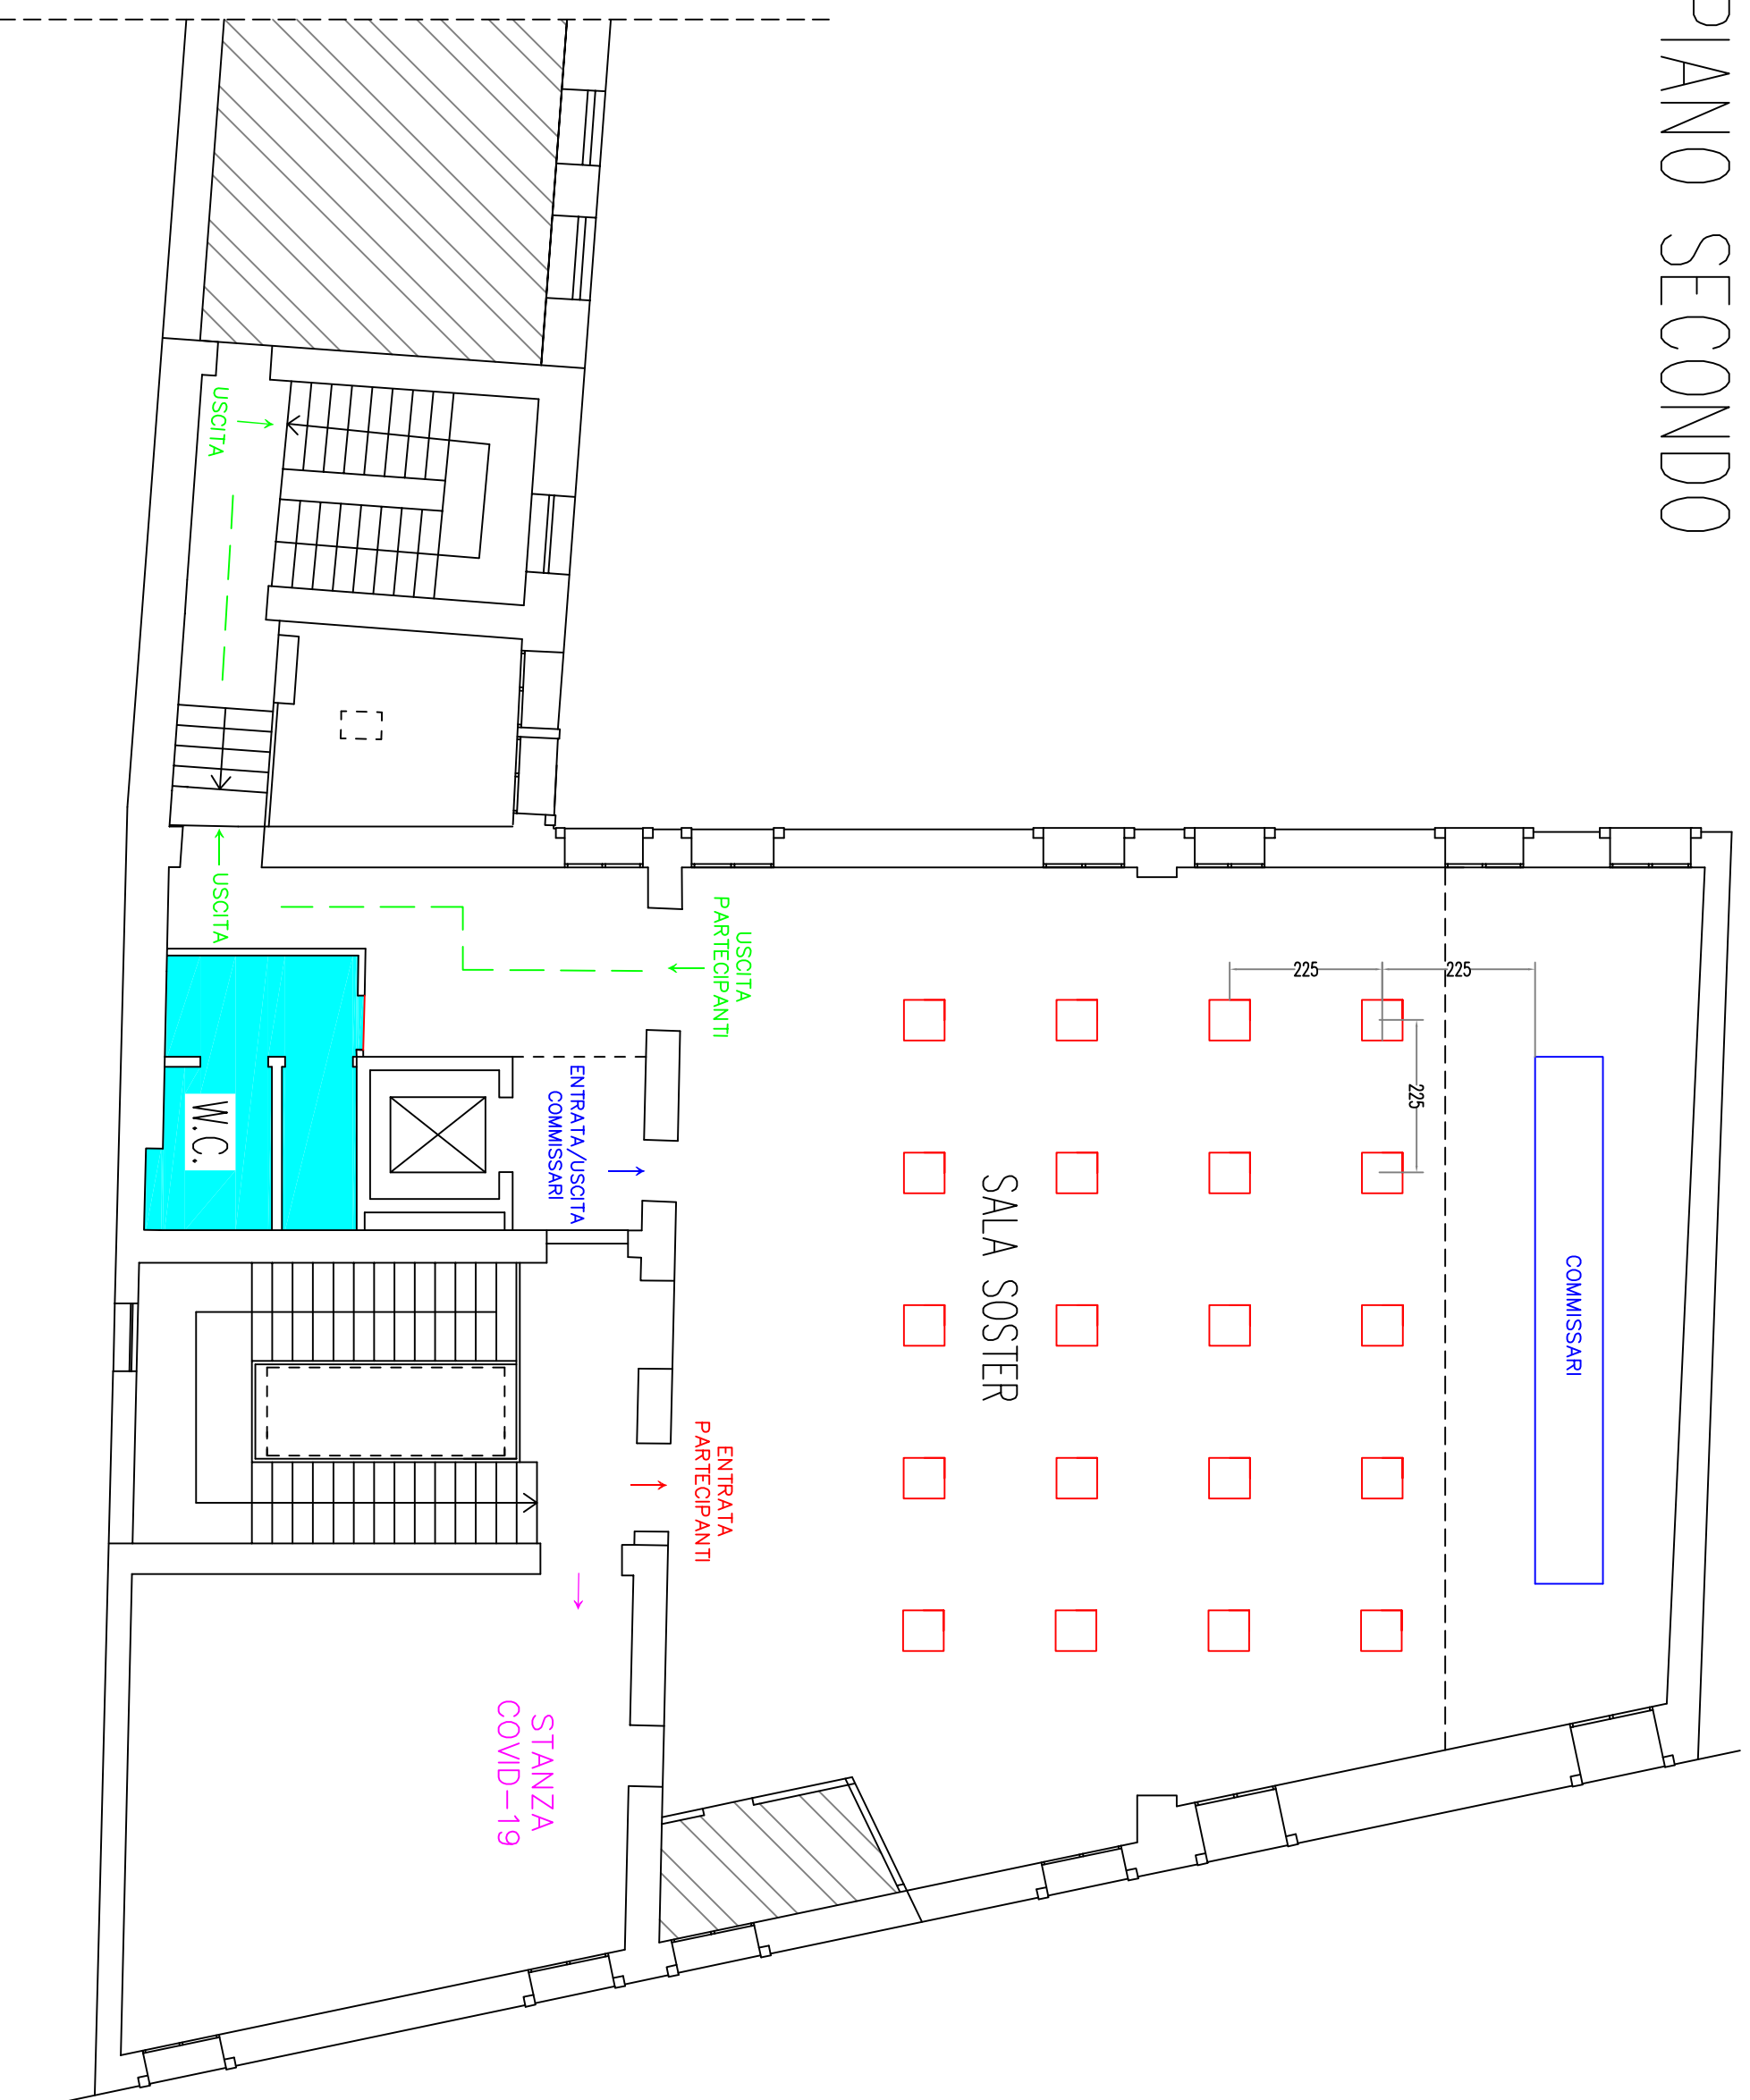 PIANO SECONDO
USCITA
USCITA
USCITA
PARTECIPANTI
225
225
225
ENTRATA/USCITA
COMMISSARI
W.C.
SALA SOSTER
COMMISSARI
ENTRATA
PARTECIPANTI
STANZA
COVID-19